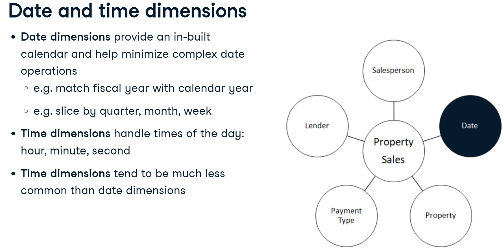 Date and time dimensions
• Date dimensions provide an in-built
calendar and help minimize complex date
operations
○ e.g. match fiscal year with calendar year
○ e.g. slice by quarter, month, week
• Time dimensions handle times of the day:
hour, minute, second
• Time dimensions tend to be much less
common than date dimensions
Salesperson
Lender
Date
Property
Sales
Payment
Type
Property